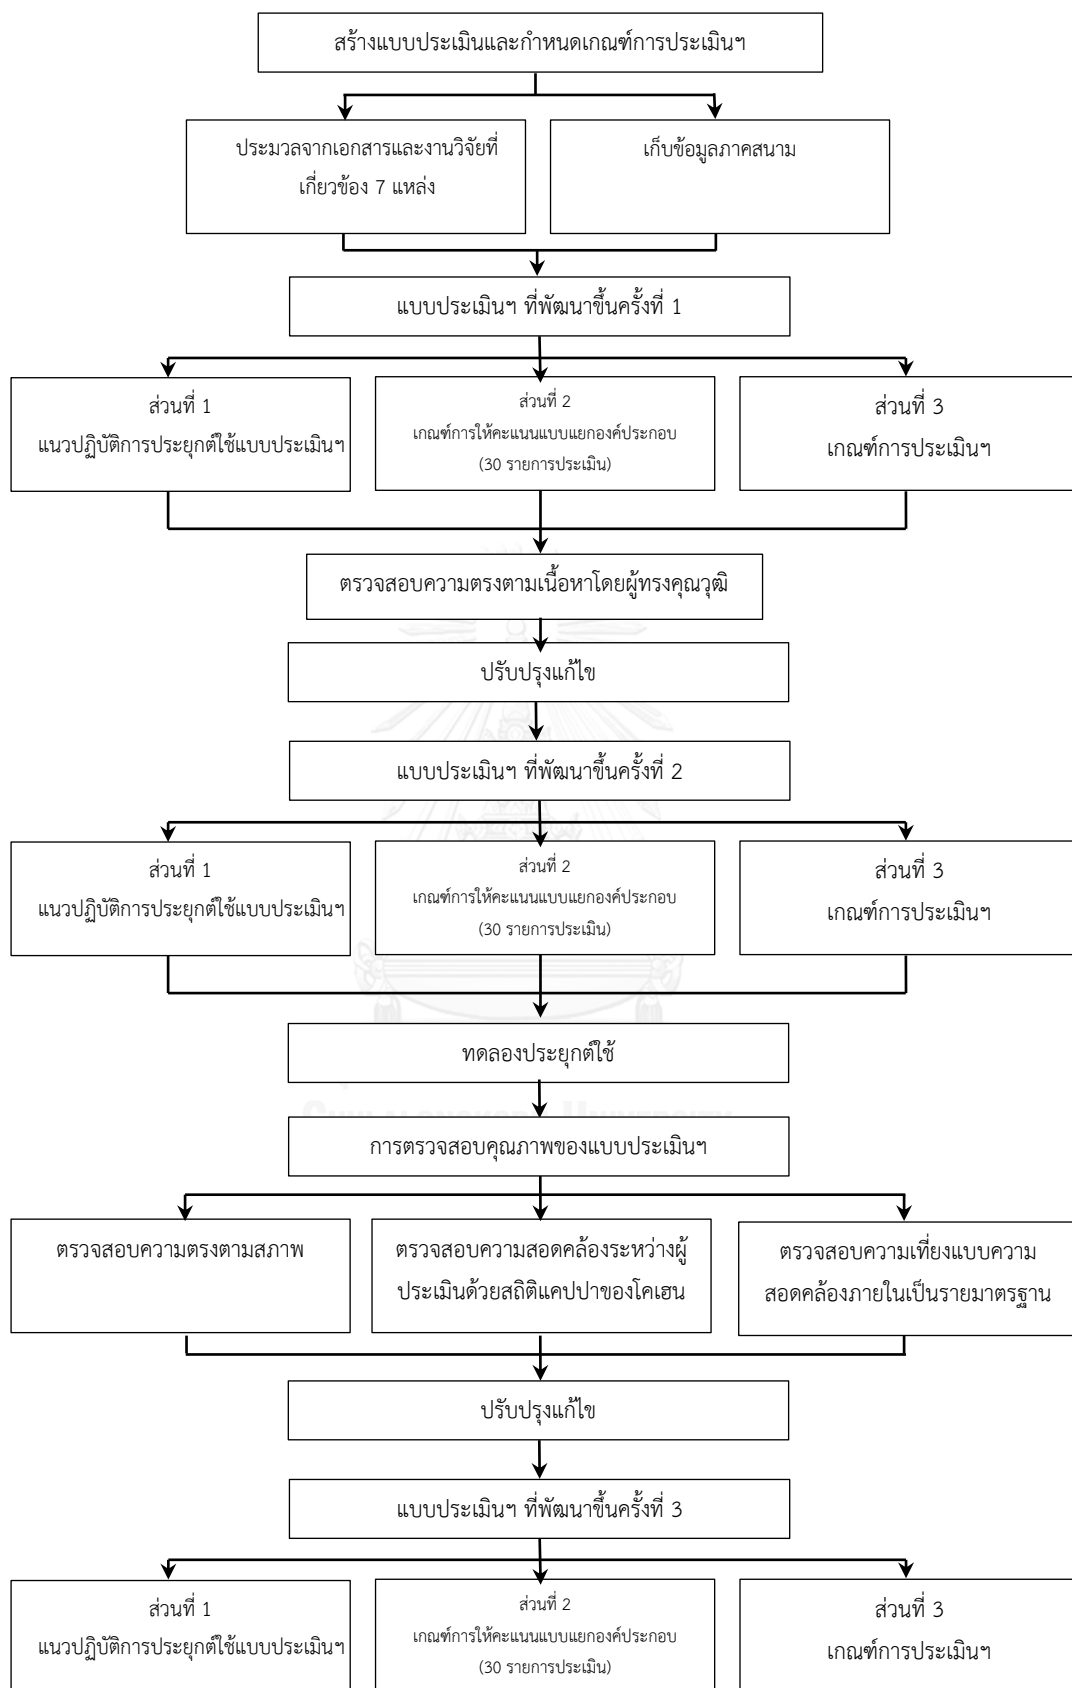 สร้างแบบประเมินและกำหนดเกณฑ์การประเมินฯ
ประมวลจากเอกสารและงานวิจัยที่
เกี่ยวข้อง 7 แหล่ง
เก็บข้อมูลภาคสนาม
แบบประเมินฯ ที่พัฒนาขึ้นครั้งที่ 1
ส่วนที่ 1
แนวปฏิบัติการประยุกต์ใช้แบบประเมินฯ
ส่วนที่ 2
เกณฑ์การให้คะแนนแบบแยกองค์ประกอบ
(30 รายการประเมิน)
ส่วนที่ 3
เกณฑ์การประเมินฯ
ตรวจสอบความตรงตามเนื้อหาโดยผู้ทรงคุณวุฒิ
ปรับปรุงแก้ไข
แบบประเมินฯ ที่พัฒนาขึ้นครั้งที่ 2
ส่วนที่ 1
แนวปฏิบัติการประยุกต์ใช้แบบประเมินฯ
ส่วนที่ 2
เกณฑ์การให้คะแนนแบบแยกองค์ประกอบ
(30 รายการประเมิน)
ส่วนที่ 3
เกณฑ์การประเมินฯ
ทดลองประยุกต์ใช้
CHULALONGKORN UNIVERSITY
การตรวจสอบคุณภาพของแบบประเมินฯ
ตรวจสอบความตรงตามสภาพ
ตรวจสอบความสอดคล้องระหว่างผู้
ประเมินด้วยสถิติแคปปาของโคเฮน
ตรวจสอบความเที่ยงแบบความ
สอดคล้องภายในเป็นรายมาตรฐาน
ปรับปรุงแก้ไข
แบบประเมินฯ ที่พัฒนาขึ้นครั้งที่ 3
ส่วนที่ 1
แนวปฏิบัติการประยุกต์ใช้แบบประเมินฯ
ส่วนที่ 2
เกณฑ์การให้คะแนนแบบแยกองค์ประกอบ
(30 รายการประเมิน)
ส่วนที่ 3
เกณฑ์การประเมินฯ